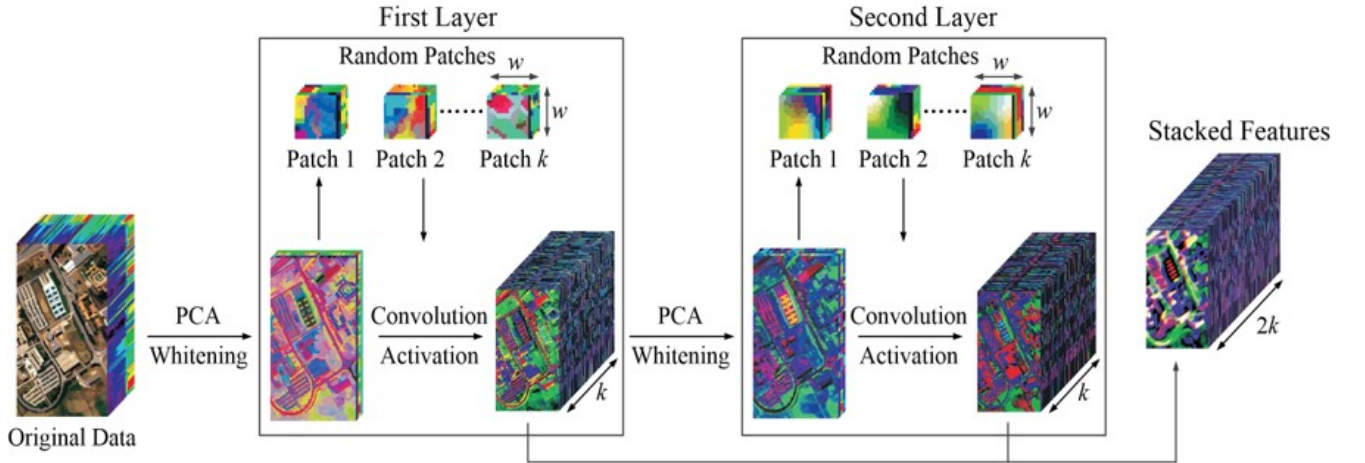 First Layer
Second Layer
Random Patches
Random Patches
w
w
w
w
Patch 1
Patch 2
Patch k
Patch 1
Patch 2
Patch k
Stacked Features
PCA
Whitening
Convolution
Activation
PCA
Whitening
Convolution
Activation
2k
k
k
Original Data